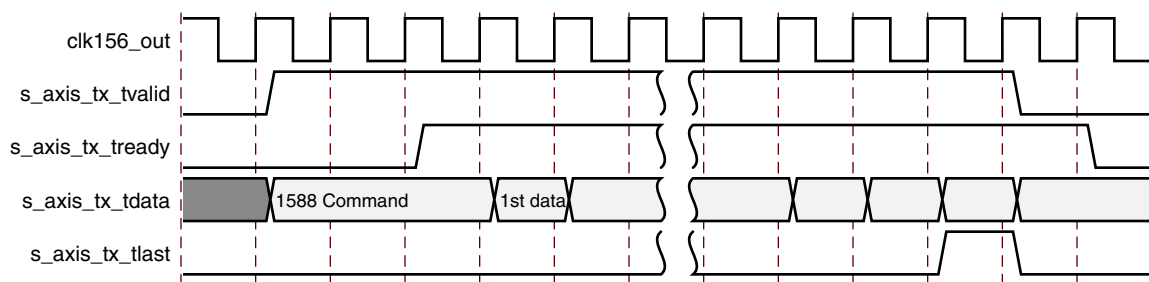 clk156_out
s_axis_tx_tvalid
s_axis_tx_tready
s_axis_tx_tdata 1588 Command 1st data
s_axis_tx_tlast